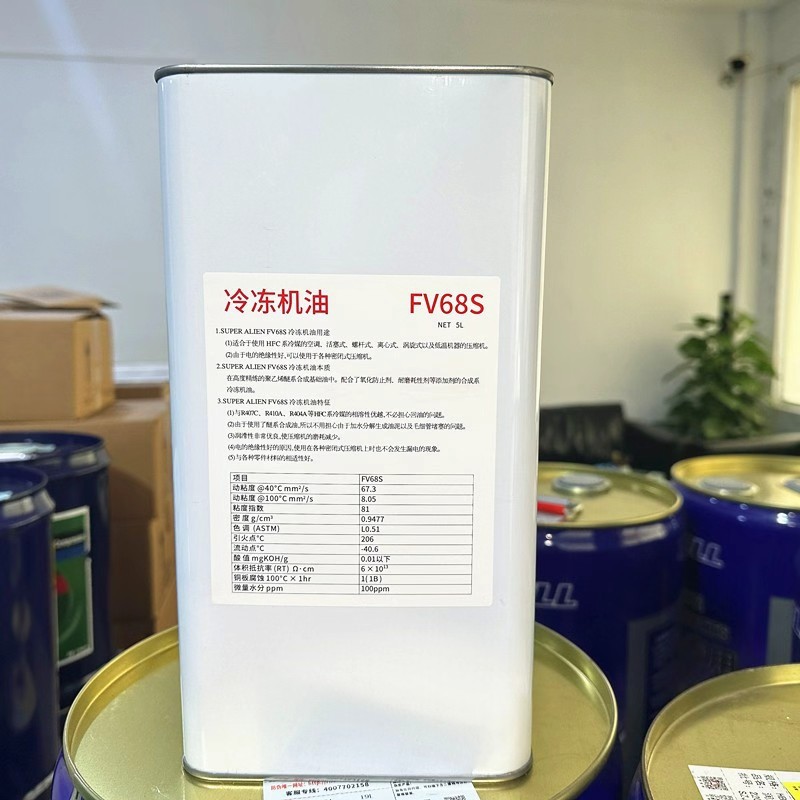 冷冻机油 FV68S
NET 5L
1.SUPER ALIEN FV68S 冷冻机油用途
(1)适合于使用 HFC 系冷媒的空调、活塞式、螺杆式、离心式、涡旋式以及低温机器的压缩机。
(2)由于电的绝缘性好,可以使用于各种密闭式压缩机。
2.SUPER ALIEN FV68S 冷冻机油本质
在高度精练的聚乙烯醚系合成基础油中。配合了氧化防止剂、耐磨耗性剂等添加剂的合成系
冷冻机油。
3.SUPER ALIEN FV68S 冷冻机油特征
(1)与R407C、R410A、R404A等HFC系冷媒的相溶性优越,不必担心回油的问题。
(2)由于使用了醚系合成油,所以不用担心由于加水分解生成油泥以及毛细管堵塞的问题。
(3)润滑性非常优良,使压缩机的磨耗减少。
(4)电的绝缘性好的原因,使用在各种密闭式压缩机上时也不会发生漏电的现象。
(5)与各种零件材料的相适性好。
项目 FV68S
动粘度@40°C mm²/s 67.3
动粘度@100°C mm²/s 8.05
粘度指数 81
密度 g/cm³ 0.9477
色调 (ASTM) L0.51
引火点°C 206
流动点°C -40.6
酸值 mgKOH/g 0.01以下
体积抵抗率 (RT) Ω·cm 6×10¹³
铜板腐蚀 100°C×1hr 1(1B)
微量水分 ppm 100ppm
客服专线: 4007702158